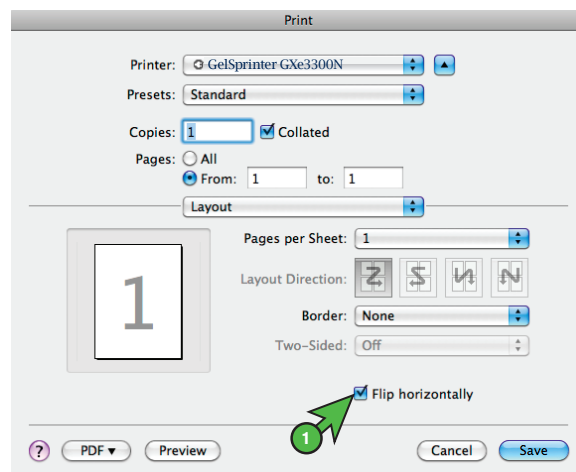 Print
Printer: GelSprinter GXe3300N
Presets: Standard
Copies: 1 Collated
Pages: All
From: 1 to: 1
Layout
Pages per Sheet: 1
1
Layout Direction:
Border: None
Two-Sided: Off
Flip horizontally
1
? PDF▼ Preview Cancel Save